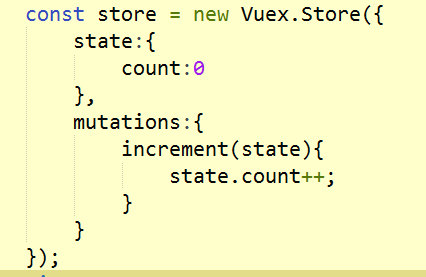 const store = new Vuex.Store({
    state:{
        count:0
    },
    mutations:{
        increment(state){
            state.count++;
        }
    }
});